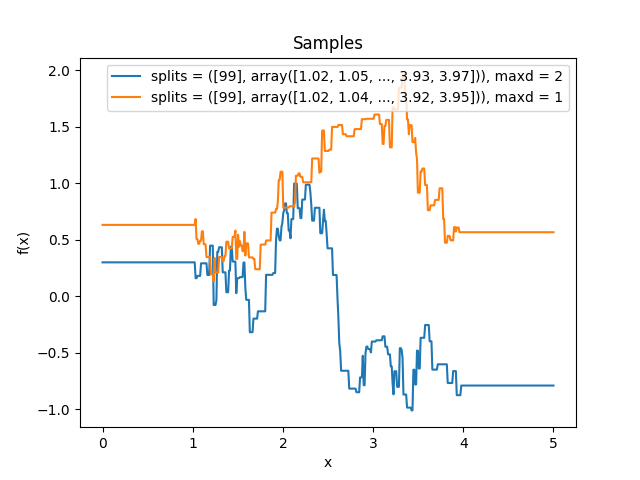 Samples
splits = ([99], array([1.02, 1.05, ..., 3.93, 3.97])), maxd = 2
splits = ([99], array([1.02, 1.04, ..., 3.92, 3.95])), maxd = 1
2.0
1.5
1.0
0.5
0.0
−0.5
−1.0
f(x)
0 1 2 3 4 5
x